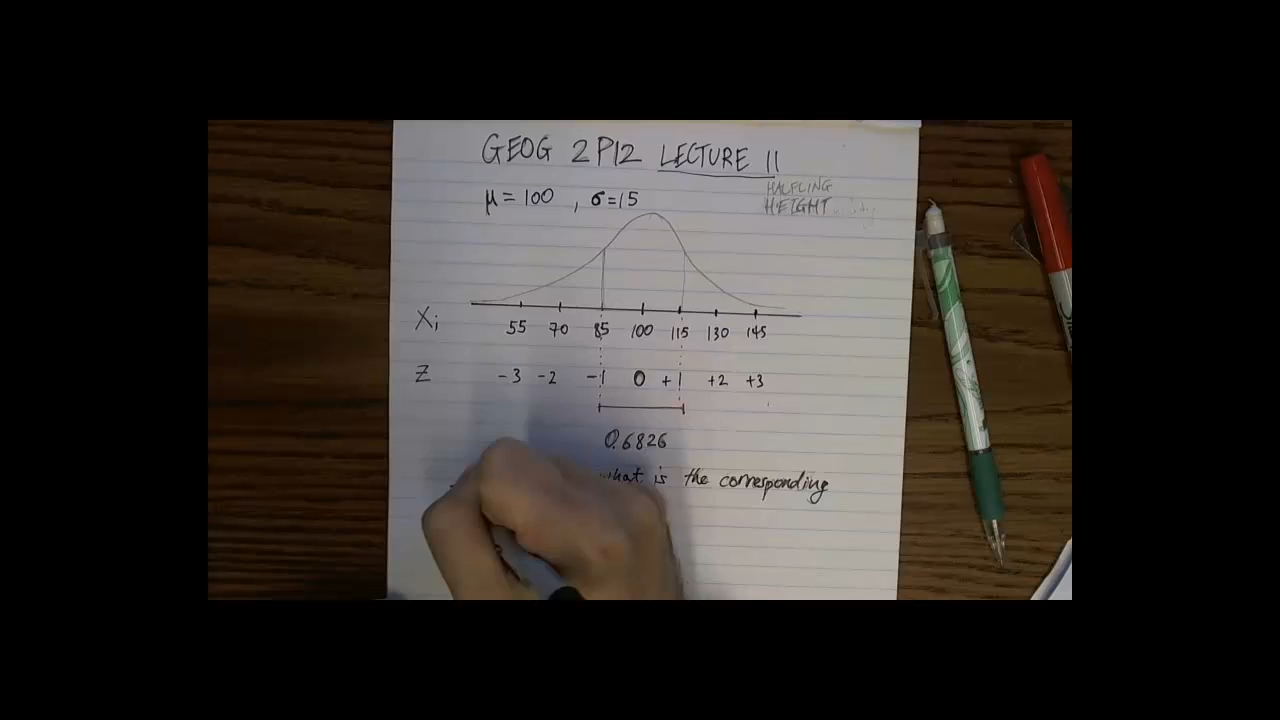 GEOG 2P12 LECTURE 11
HALFLING
HEIGHT
μ = 100 , σ = 15
Xi 55 70 85 100 115 130 145
Z -3 -2 -1 0 +1 +2 +3
0.6826
what is the corresponding